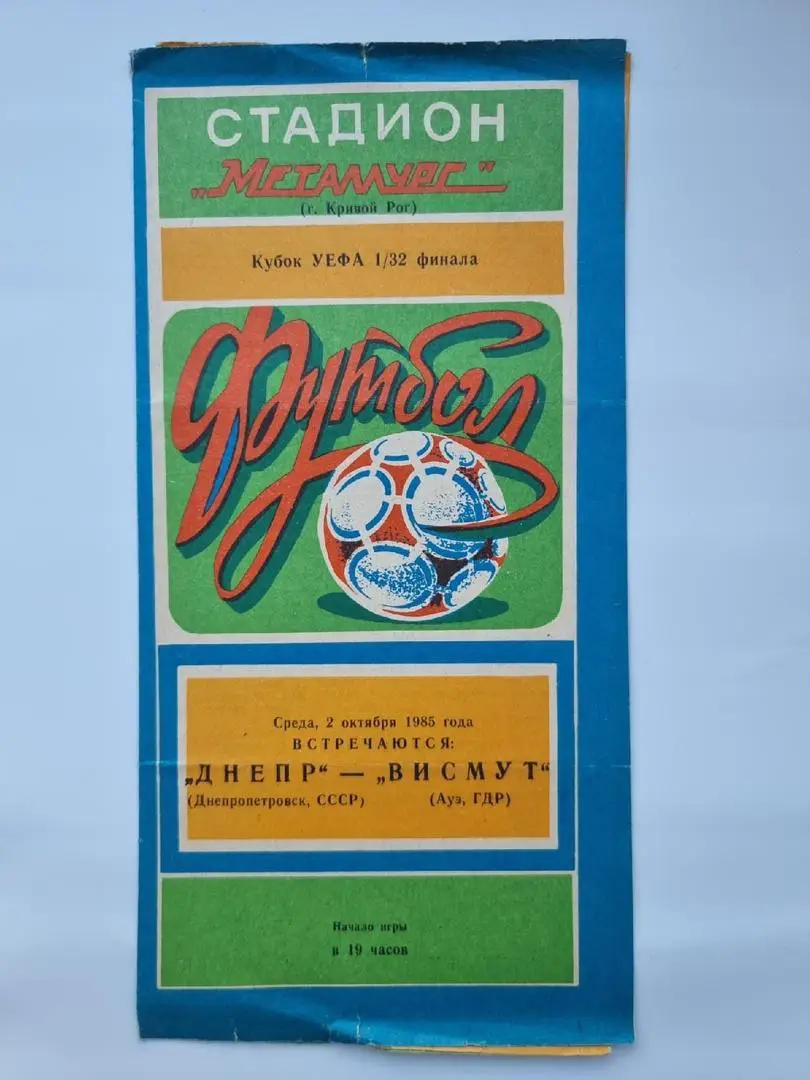 СТАДИОН
„Металлург"
(г. Кривой Рог)
Кубок УЕФА 1/32 финала
Футбол
Среда, 2 октября 1985 года
ВСТРЕЧАЮТСЯ:
„ДНЕПР“ — „ВИСМУТ“
(Днепропетровск, СССР) (Ауэ, ГДР)
Начало игры
в 19 часов